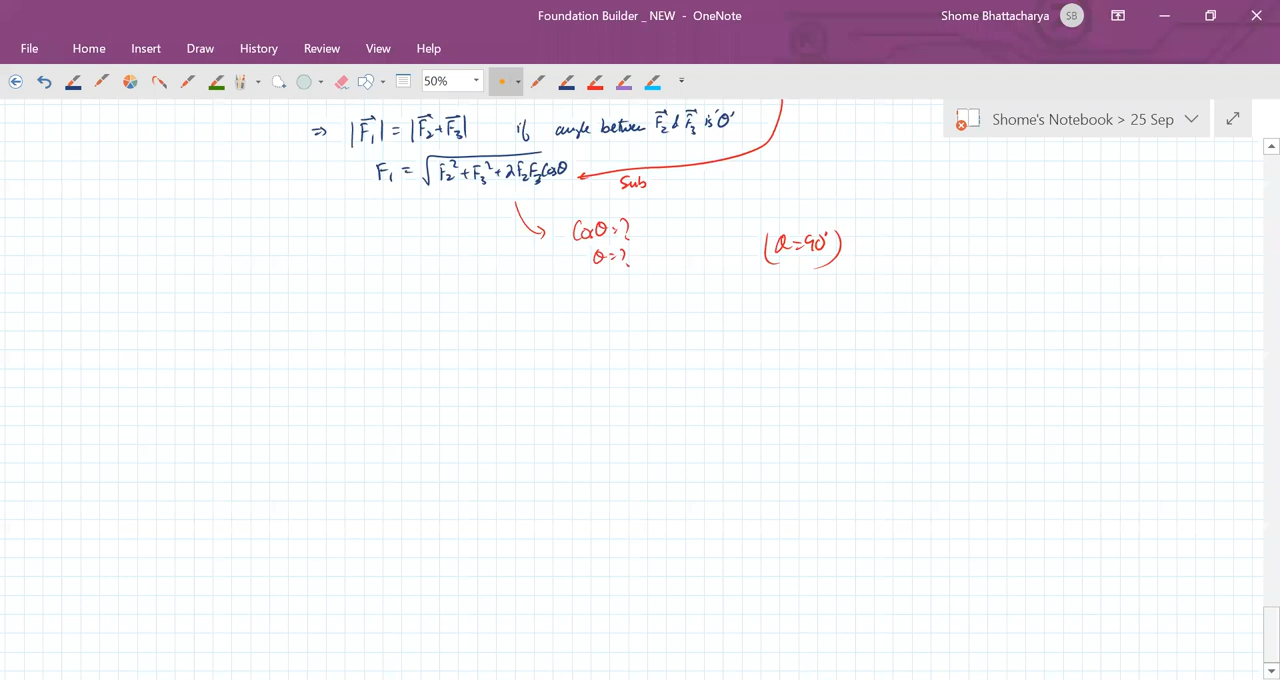 Foundation Builder _ NEW - OneNote
Shome Bhattacharya SB
File Home Insert Draw History Review View Help
50%
Shome's Notebook > 25 Sep
⇒ |F⃗₁| = |F⃗₂+F⃗₃| if angle between F⃗₂ & F⃗₃ is 'θ'
F₁ = √(F₂² + F₃² + 2F₂F₃Cosθ)
Sub
Cosθ = ?
θ = ?
(θ = 90°)